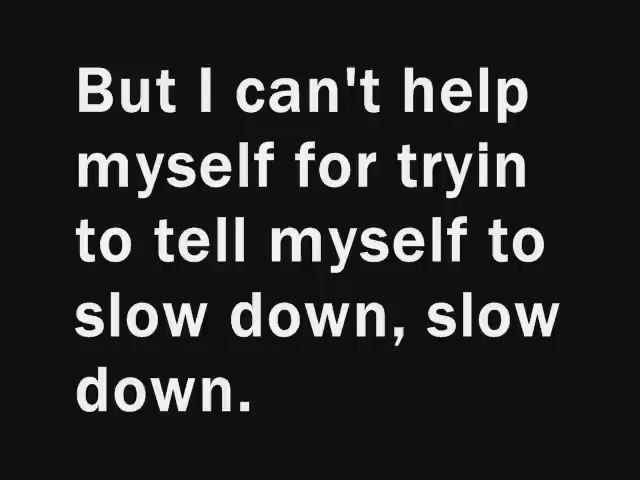 But I can't help
myself for tryin
to tell myself to
slow down, slow
down.